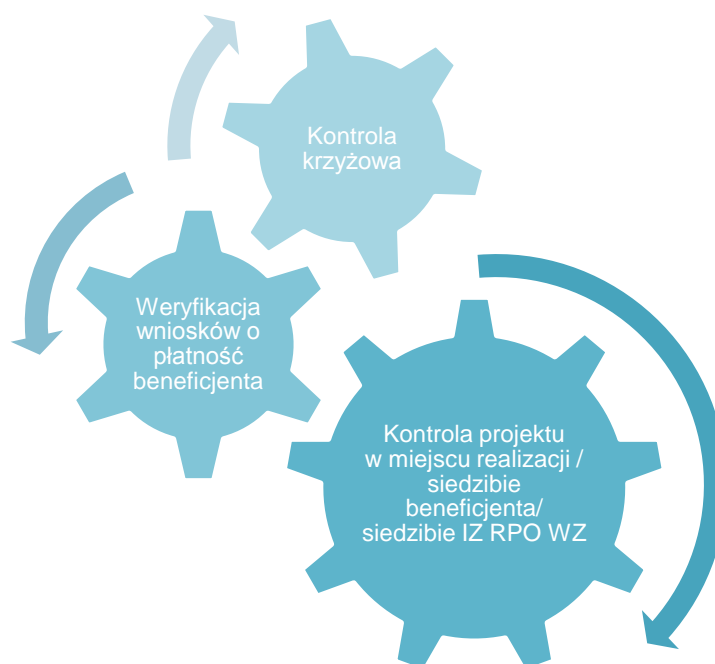 Kontrola
krzyżowa
Weryfikacja
wniosków o
płatność
beneficjenta
Kontrola projektu
w miejscu realizacji /
siedzibie
beneficjenta/
siedzibie IZ RPO WZ